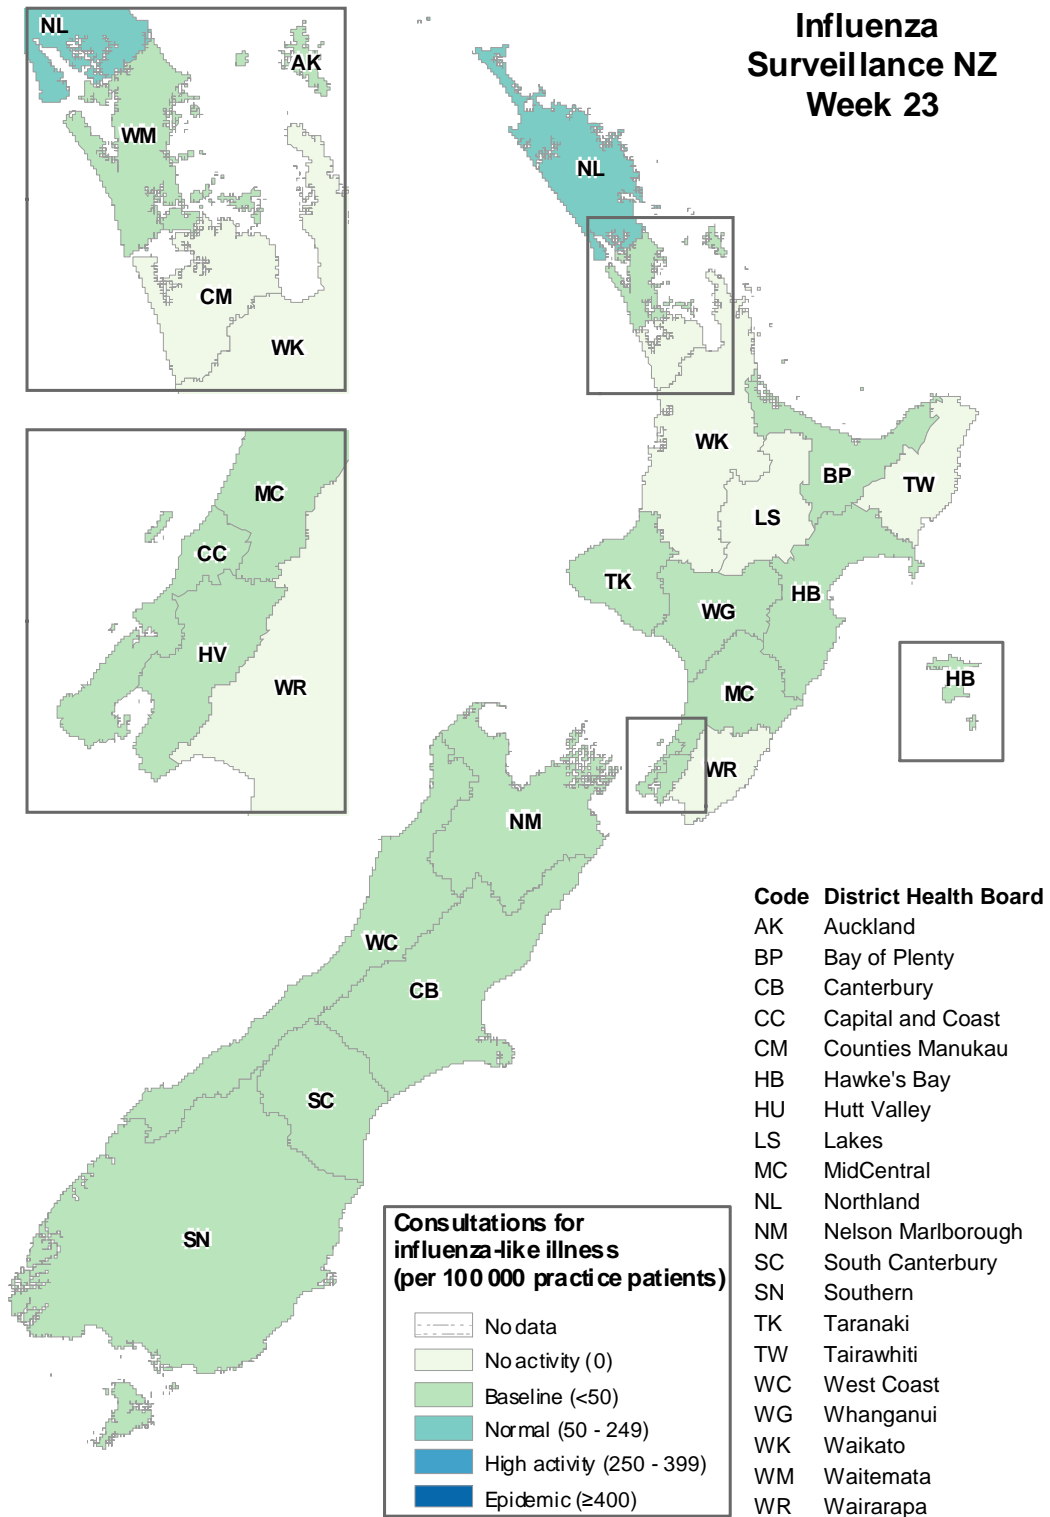 Influenza
Surveillance NZ
Week 23
NL
AK
WM
CM
WK
NL
MC
CC
HV
WR
WK
BP
TW
LS
TK
WG
HB
MC
HB
WR
NM
WC
CB
SC
SN
Code District Health Board
AK Auckland
BP Bay of Plenty
CB Canterbury
CC Capital and Coast
CM Counties Manukau
HB Hawke's Bay
HU Hutt Valley
LS Lakes
MC MidCentral
NL Northland
NM Nelson Marlborough
SC South Canterbury
SN Southern
TK Taranaki
TW Tairawhiti
WC West Coast
WG Whanganui
WK Waikato
WM Waitemata
WR Wairarapa
Consultations for
influenza-like illness
(per 100 000 practice patients)
No data
No activity (0)
Baseline (<50)
Normal (50 - 249)
High activity (250 - 399)
Epidemic (≥400)